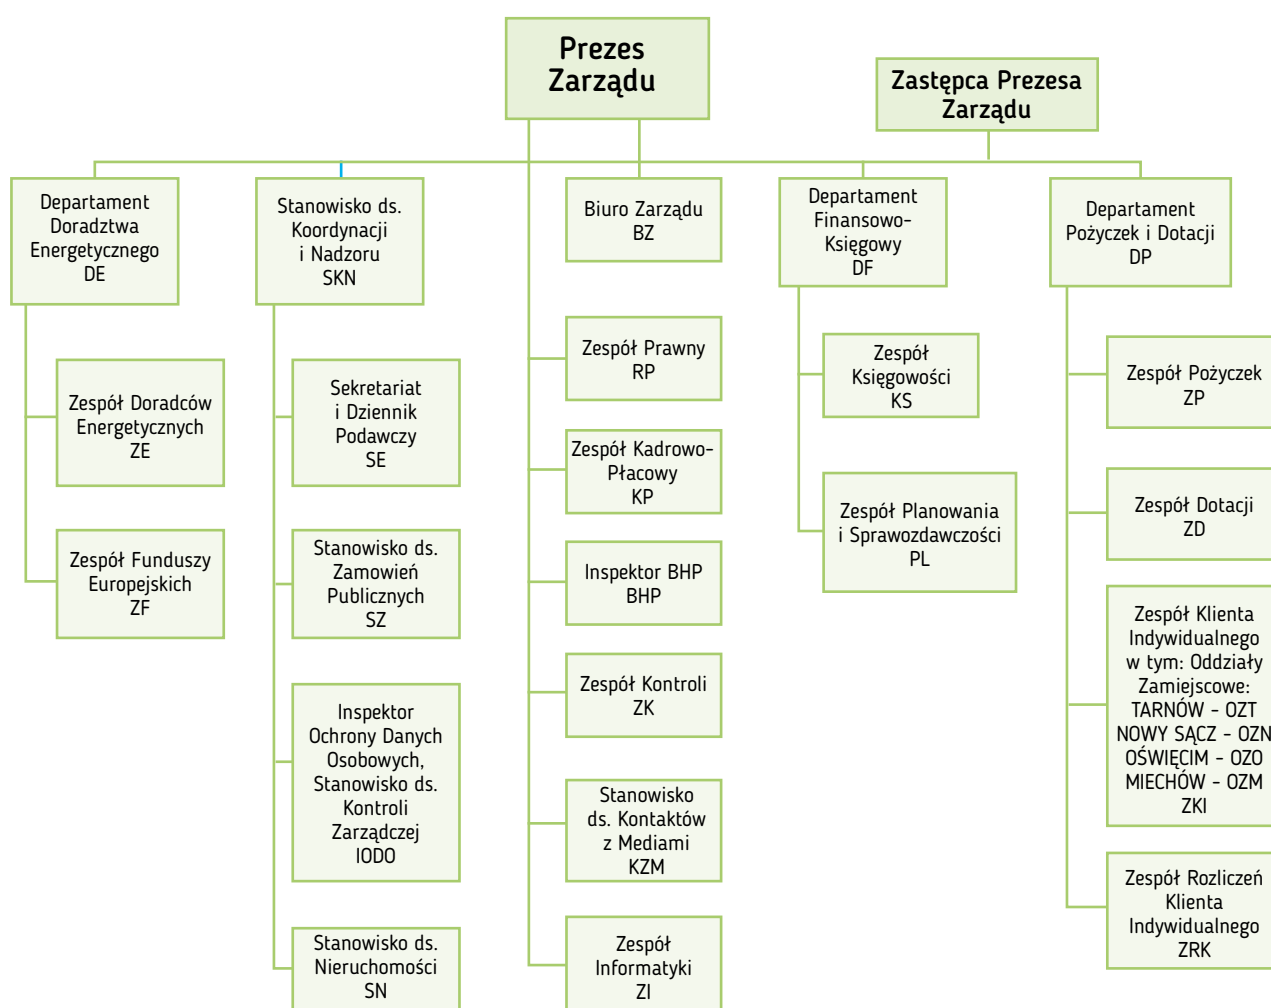 Prezes
Zarządu
Zastępca Prezesa
Zarządu
Departament
Doradztwa
Energetycznego
DE
Zespół Doradców
Energetycznych
ZE
Zespół Funduszy
Europejskich
ZF
Stanowisko ds.
Koordynacji
i Nadzoru
SKN
Sekretariat
i Dziennik
Podawczy
SE
Stanowisko ds.
Zamowień
Publicznych
SZ
Inspektor
Ochrony Danych
Osobowych,
Stanowisko ds.
Kontroli
Zarządczej
IODO
Stanowisko ds.
Nieruchomości
SN
Biuro Zarządu
BZ
Zespół Prawny
RP
Zespół Kadrowo-
Płacowy
KP
Inspektor BHP
BHP
Zespół Kontroli
ZK
Stanowisko
ds. Kontaktów
z Mediami
KZM
Zespół
Informatyki
ZI
Departament
Finansowo-
Księgowy
DF
Zespół
Księgowości
KS
Zespół Planowania
i Sprawozdawczości
PL
Departament
Pożyczek i Dotacji
DP
Zespół Pożyczek
ZP
Zespół Dotacji
ZD
Zespół Klienta
Indywidualnego
w tym: Oddziały
Zamiejscowe:
TARNÓW - OZT
NOWY SĄCZ - OZN
OŚWIĘCIM - OZO
MIECHÓW - OZM
ZKI
Zespół Rozliczeń
Klienta
Indywidualnego
ZRK